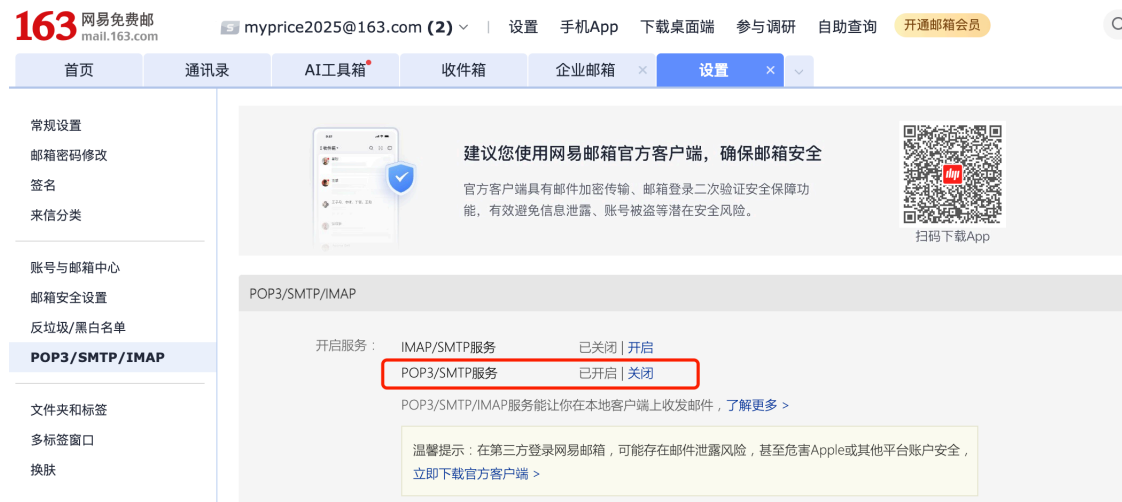 163 网易免费邮
mail.163.com
myprice2025@163.com (2) | 设置 手机App 下载桌面端 参与调研 自助查询 开通邮箱会员
首页 通讯录 AI工具箱 收件箱 企业邮箱 × 设置 ×
常规设置
邮箱密码修改
签名
来信分类
账号与邮箱中心
邮箱安全设置
反垃圾/黑白名单
POP3/SMTP/IMAP
文件夹和标签
多标签窗口
换肤
建议您使用网易邮箱官方客户端，确保邮箱安全
官方客户端具有邮件加密传输、邮箱登录二次验证安全保障功
能，有效避免信息泄露、账号被盗等潜在安全风险。
扫码下载App
POP3/SMTP/IMAP
开启服务： IMAP/SMTP服务 已关闭 | 开启
POP3/SMTP服务 已开启 | 关闭
POP3/SMTP/IMAP服务能让你在本地客户端上收发邮件，了解更多 >
温馨提示：在第三方登录网易邮箱，可能存在邮件泄露风险，甚至危害Apple或其他平台账户安全，
立即下载官方客户端 >